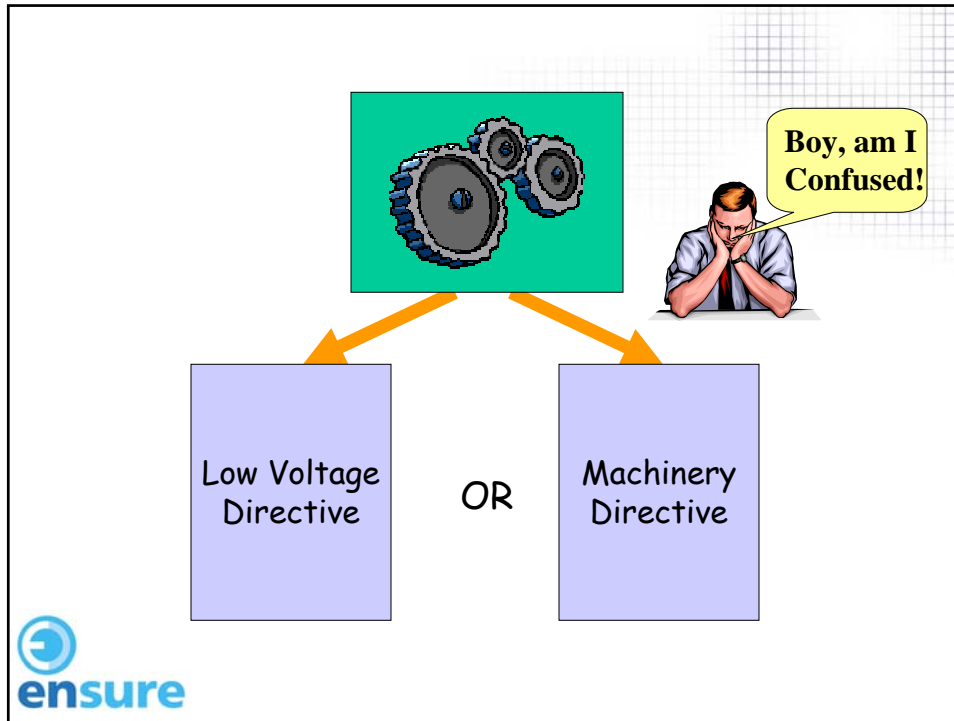 Boy, am I
Confused!
Low Voltage
Directive
OR
Machinery
Directive
ensure